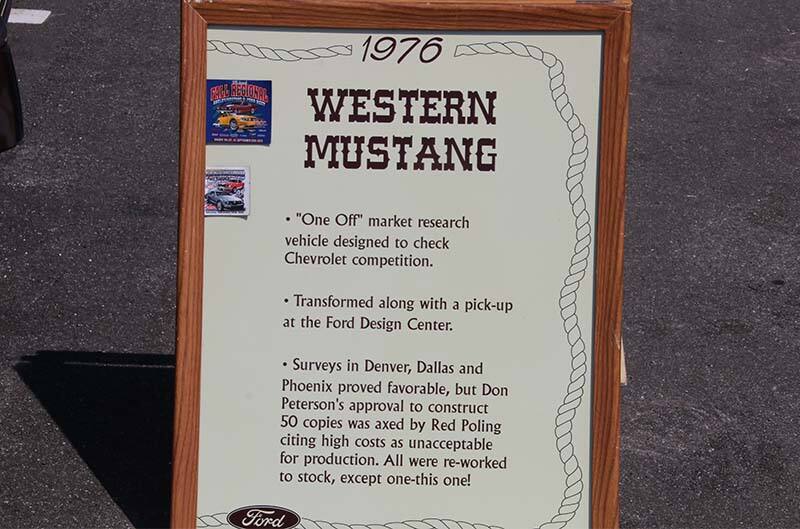 1976
FALL REGIONAL
WESTERN
MUSTANG
• "One Off" market research
vehicle designed to check
Chevrolet competition.
• Transformed along with a pick-up
at the Ford Design Center.
• Surveys in Denver, Dallas and
Phoenix proved favorable, but Don
Peterson's approval to construct
50 copies was axed by Red Poling
citing high costs as unacceptable
for production. All were re-worked
to stock, except one-this one!
Ford